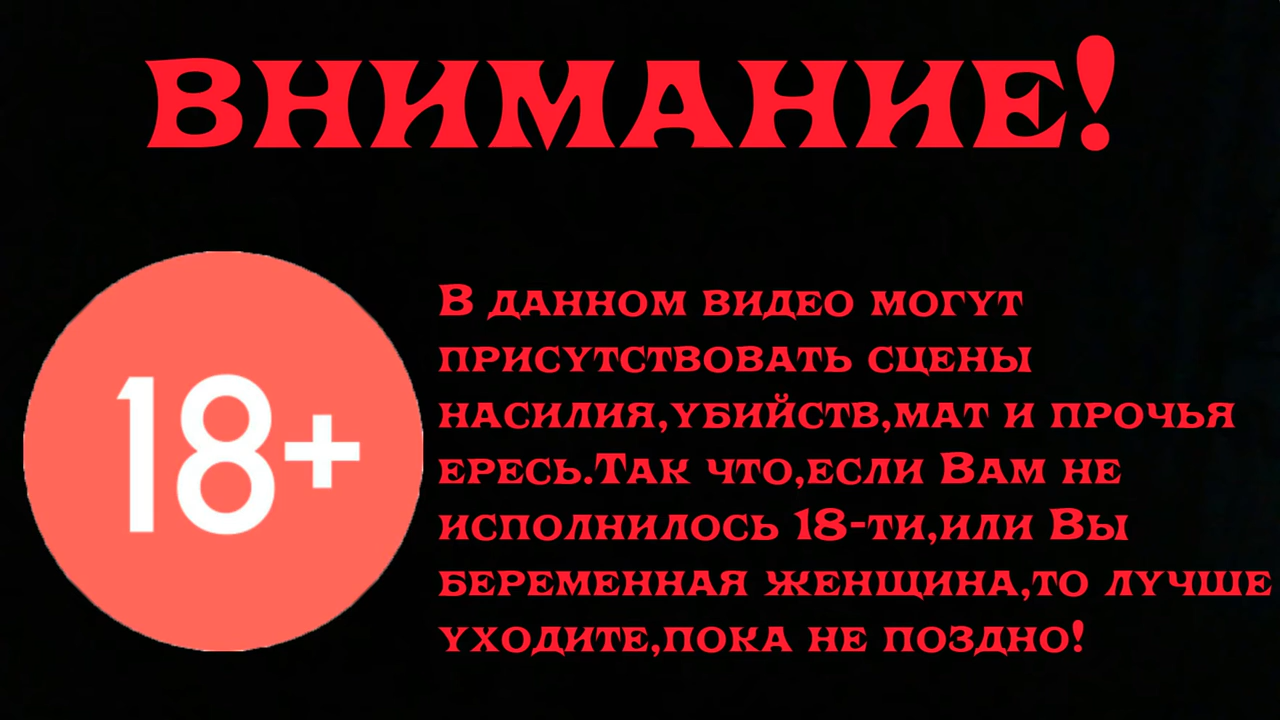 ВНИМАНИЕ!
18+
В данном видео могут
присутствовать сцены
насилия,убийств,мат и прочья
ересь.Так что,если Вам не
исполнилось 18-ти,или Вы
беременная женщина,то лучше
уходите,пока не поздно!